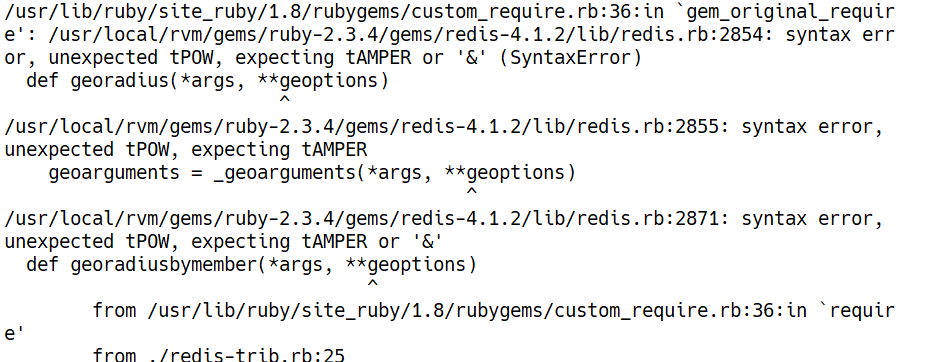 /usr/lib/ruby/site_ruby/1.8/rubygems/custom_require.rb:36:in `gem_original_requir
e': /usr/local/rvm/gems/ruby-2.3.4/gems/redis-4.1.2/lib/redis.rb:2854: syntax err
or, unexpected tPOW, expecting tAMPER or '&' (SyntaxError)
  def georadius(*args, **geoptions)
                         ^
/usr/local/rvm/gems/ruby-2.3.4/gems/redis-4.1.2/lib/redis.rb:2855: syntax error,
unexpected tPOW, expecting tAMPER
    geoarguments = _geoarguments(*args, **geoptions)
                                          ^
/usr/local/rvm/gems/ruby-2.3.4/gems/redis-4.1.2/lib/redis.rb:2871: syntax error,
unexpected tPOW, expecting tAMPER or '&'
  def georadiusbymember(*args, **geoptions)
                                 ^
        from /usr/lib/ruby/site_ruby/1.8/rubygems/custom_require.rb:36:in `requir
e'
        from ./redis-trib.rb:25